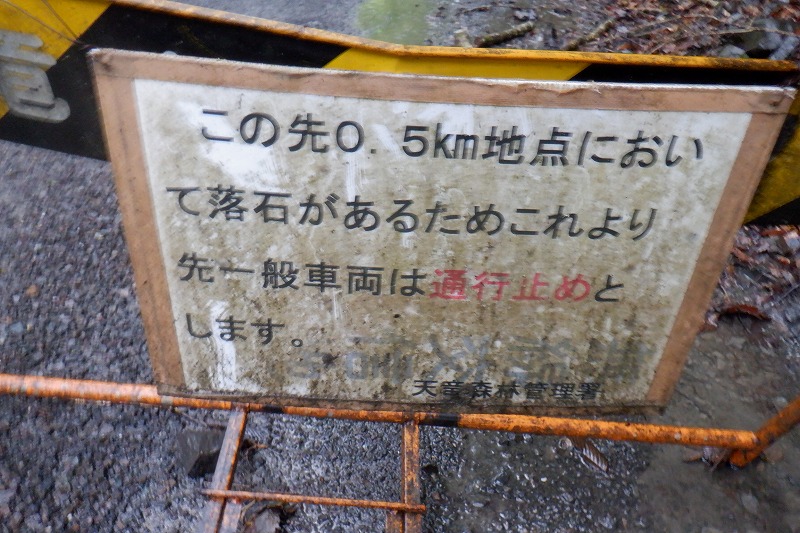 この先0.5km地点におい
て落石があるためこれより
先一般車両は通行止めと
します。
天竜森林管理署